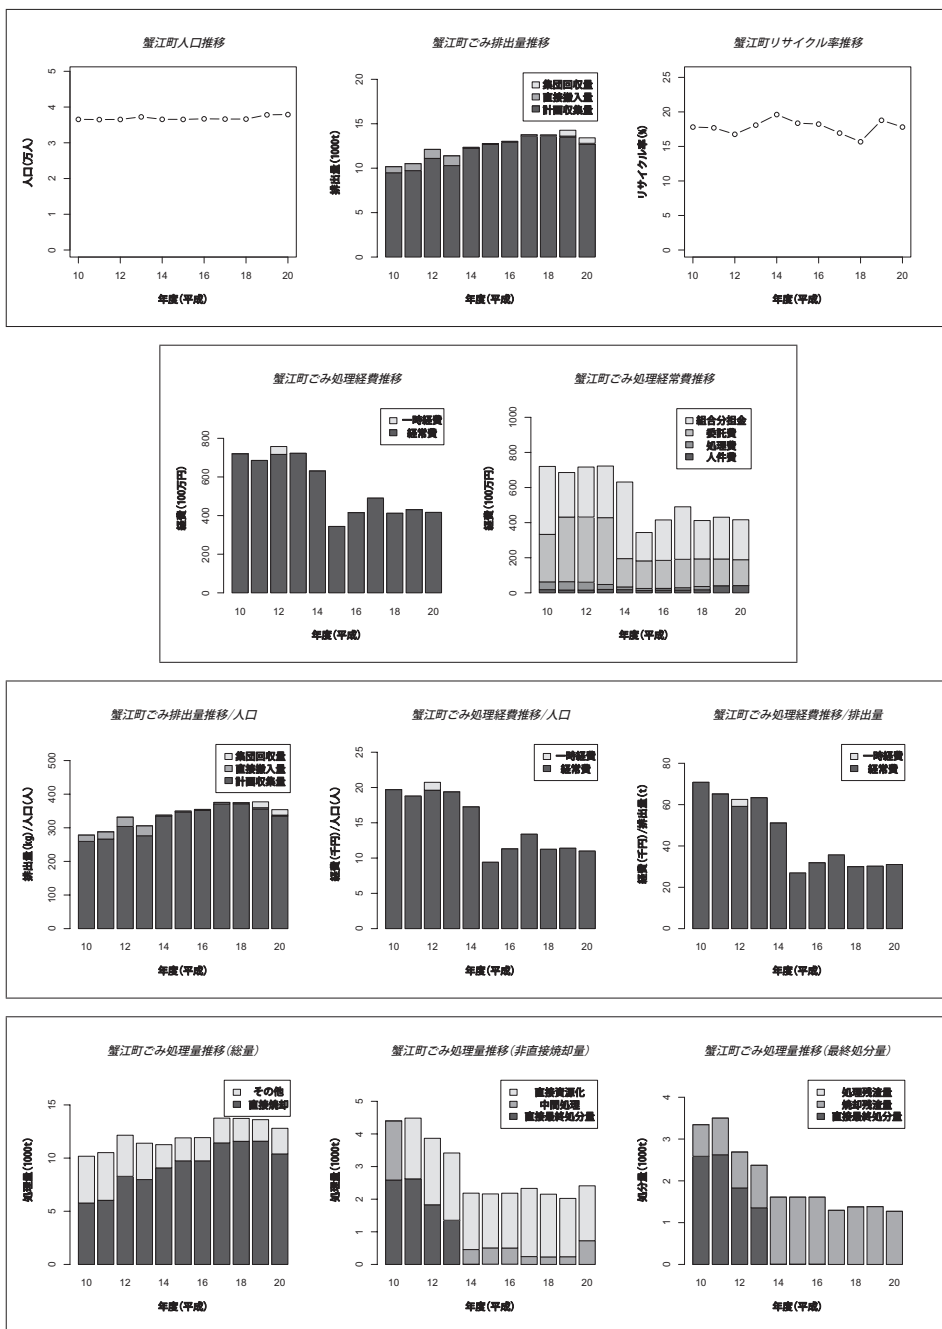 蟹江町人口推移
人口(万人)
0 1 2 3 4 5
10 12 14 16 18 20
年度(平成)
蟹江町ごみ排出量推移
集団回収量
直接搬入量
計画収集量
排出量(1000t)
0 5 10 15 20
10 12 14 16 18 20
年度(平成)
蟹江町リサイクル率推移
リサイクル率(%)
0 5 10 15 20 25
10 12 14 16 18 20
年度(平成)
蟹江町ごみ処理経費推移
一時経費
経常費
経費(100万円)
0 200 400 600 800
10 12 14 16 18 20
年度(平成)
蟹江町ごみ処理経常費推移
組合分担金
委託費
処理費
人件費
経費(100万円)
0 200 400 600 800 1000
10 12 14 16 18 20
年度(平成)
蟹江町ごみ排出量推移/人口
集団回収量
直接搬入量
計画収集量
排出量(kg)/人口(人)
0 100 200 300 400 500
10 12 14 16 18 20
年度(平成)
蟹江町ごみ処理経費推移/人口
一時経費
経常費
経費(千円)/人口(人)
0 5 10 15 20 25
10 12 14 16 18 20
年度(平成)
蟹江町ごみ処理経費推移/排出量
一時経費
経常費
経費(千円)/排出量(t)
0 20 40 60 80
10 12 14 16 18 20
年度(平成)
蟹江町ごみ処理量推移(総量)
その他
直接焼却
処理量(1000t)
0 5 10 15
10 12 14 16 18 20
年度(平成)
蟹江町ごみ処理量推移(非直接焼却量)
直接資源化
中間処理
直接最終処分量
処理量(1000t)
0 1 2 3 4 5
10 12 14 16 18 20
年度(平成)
蟹江町ごみ処理量推移(最終処分量)
処理残渣量
焼却残渣量
直接最終処分量
処分量(1000t)
0 1 2 3 4
10 12 14 16 18 20
年度(平成)